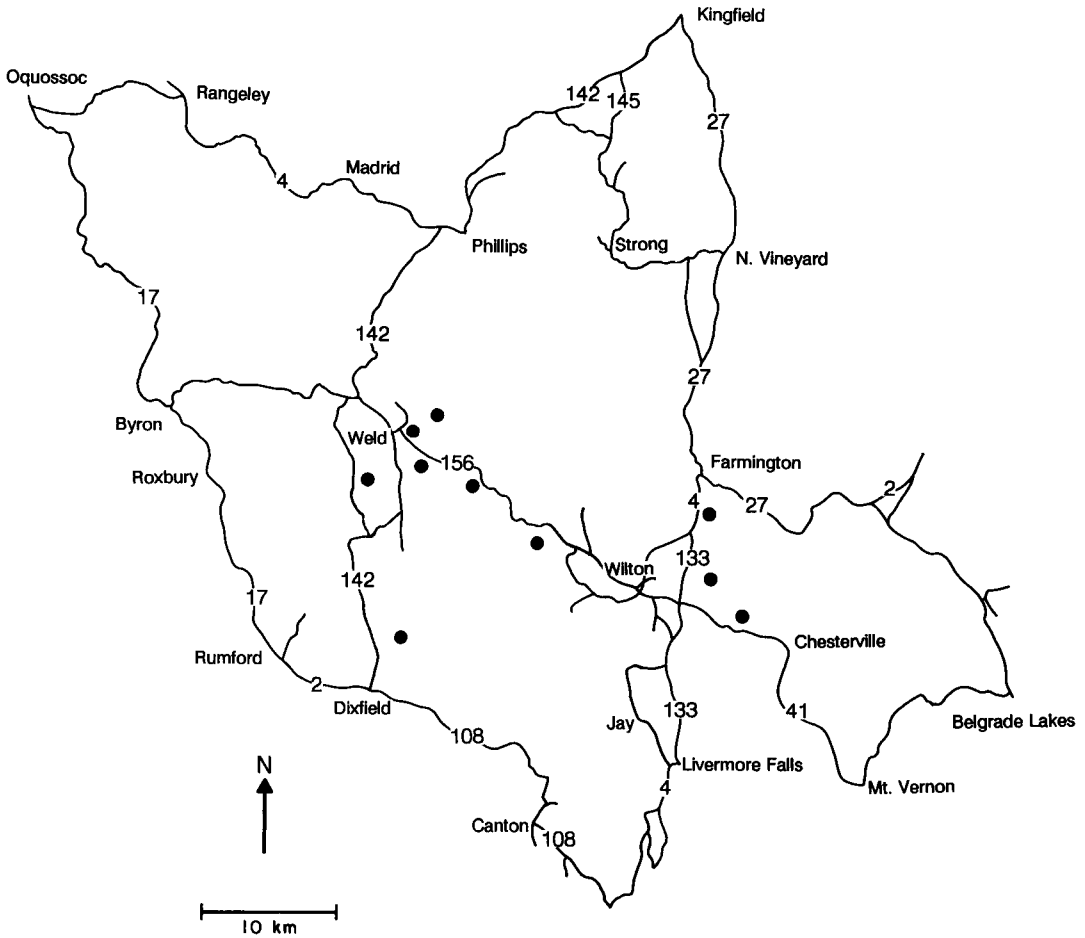 Kingfield
Oquossoc
Rangeley
142
145
27
Madrid
4
Phillips
Strong
N. Vineyard
17
142
27
Byron
Weld
156
Roxbury
Farmington
4
27
2
142
Wilton
133
17
Rumford
Chesterville
2
Dixfield
133
Jay
41
Belgrade Lakes
108
Livermore Falls
N
4
Mt. Vernon
Canton
108
10 km